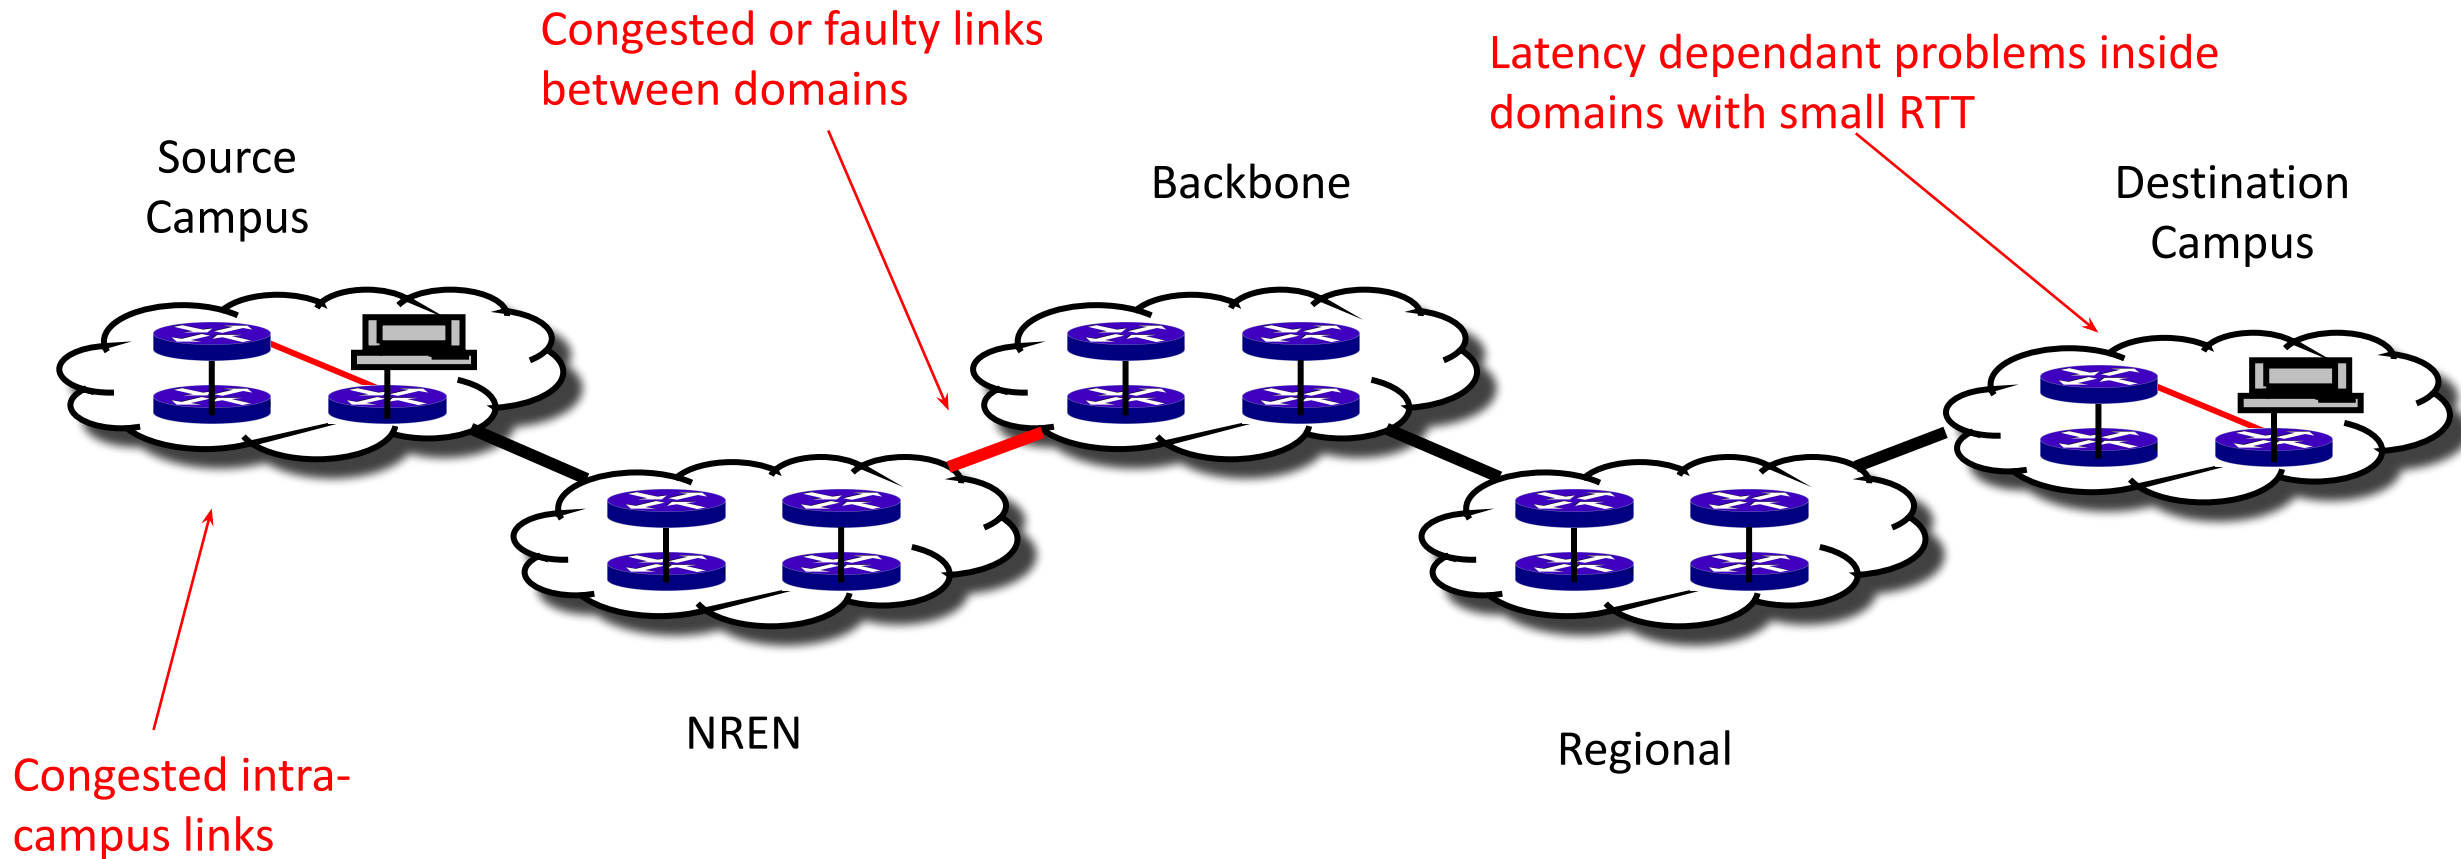 Congested or faulty links
between domains
Latency dependant problems inside
domains with small RTT
Source
Campus
Backbone
Destination
Campus
NREN
Regional
Congested intra-
campus links